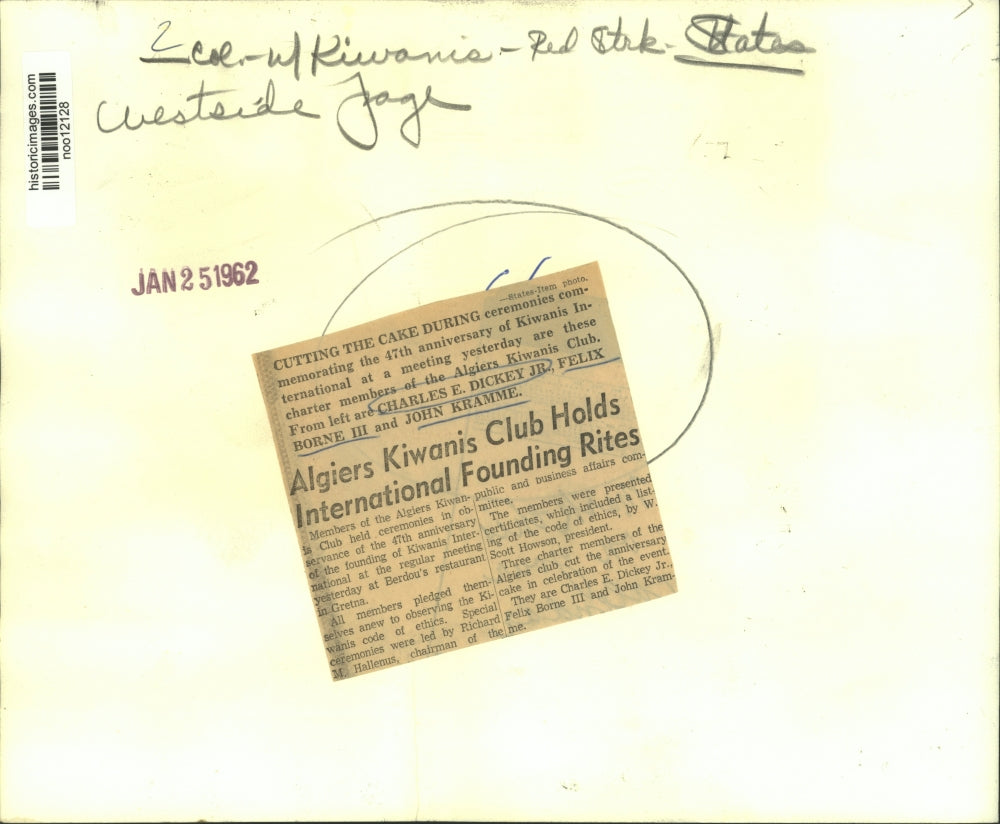 2 col.-w/ Kiwanis - Red Strk. States
Westside Page
historicimages.com
noo12128
JAN 25 1962
—States-Item photo.
CUTTING THE CAKE DURING ceremonies com-
memorating the 47th anniversary of Kiwanis In-
ternational at a meeting yesterday are these
charter members of the Algiers Kiwanis Club.
From left are CHARLES E. DICKEY JR., FELIX
BORNE III and JOHN KRAMME.
Algiers Kiwanis Club Holds
International Founding Rites
Members of the Algiers Kiwan-
is Club held ceremonies in ob-
servance of the 47th anniversary
of the founding of Kiwanis Inter-
national at the regular meeting
yesterday at Berdou's restaurant
in Gretna.
All members pledged them-
selves anew to observing the Ki-
wanis code of ethics. Special
ceremonies were led by Richard
M. Hallenus, chairman of the
public and business affairs com-
mittee.
The members were presented
certificates, which included a list-
ing of the code of ethics, by W.
Scott Howson, president.
Three charter members of the
Algiers club cut the anniversary
cake in celebration of the event.
They are Charles E. Dickey Jr.,
Felix Borne III and John Kram-
me.